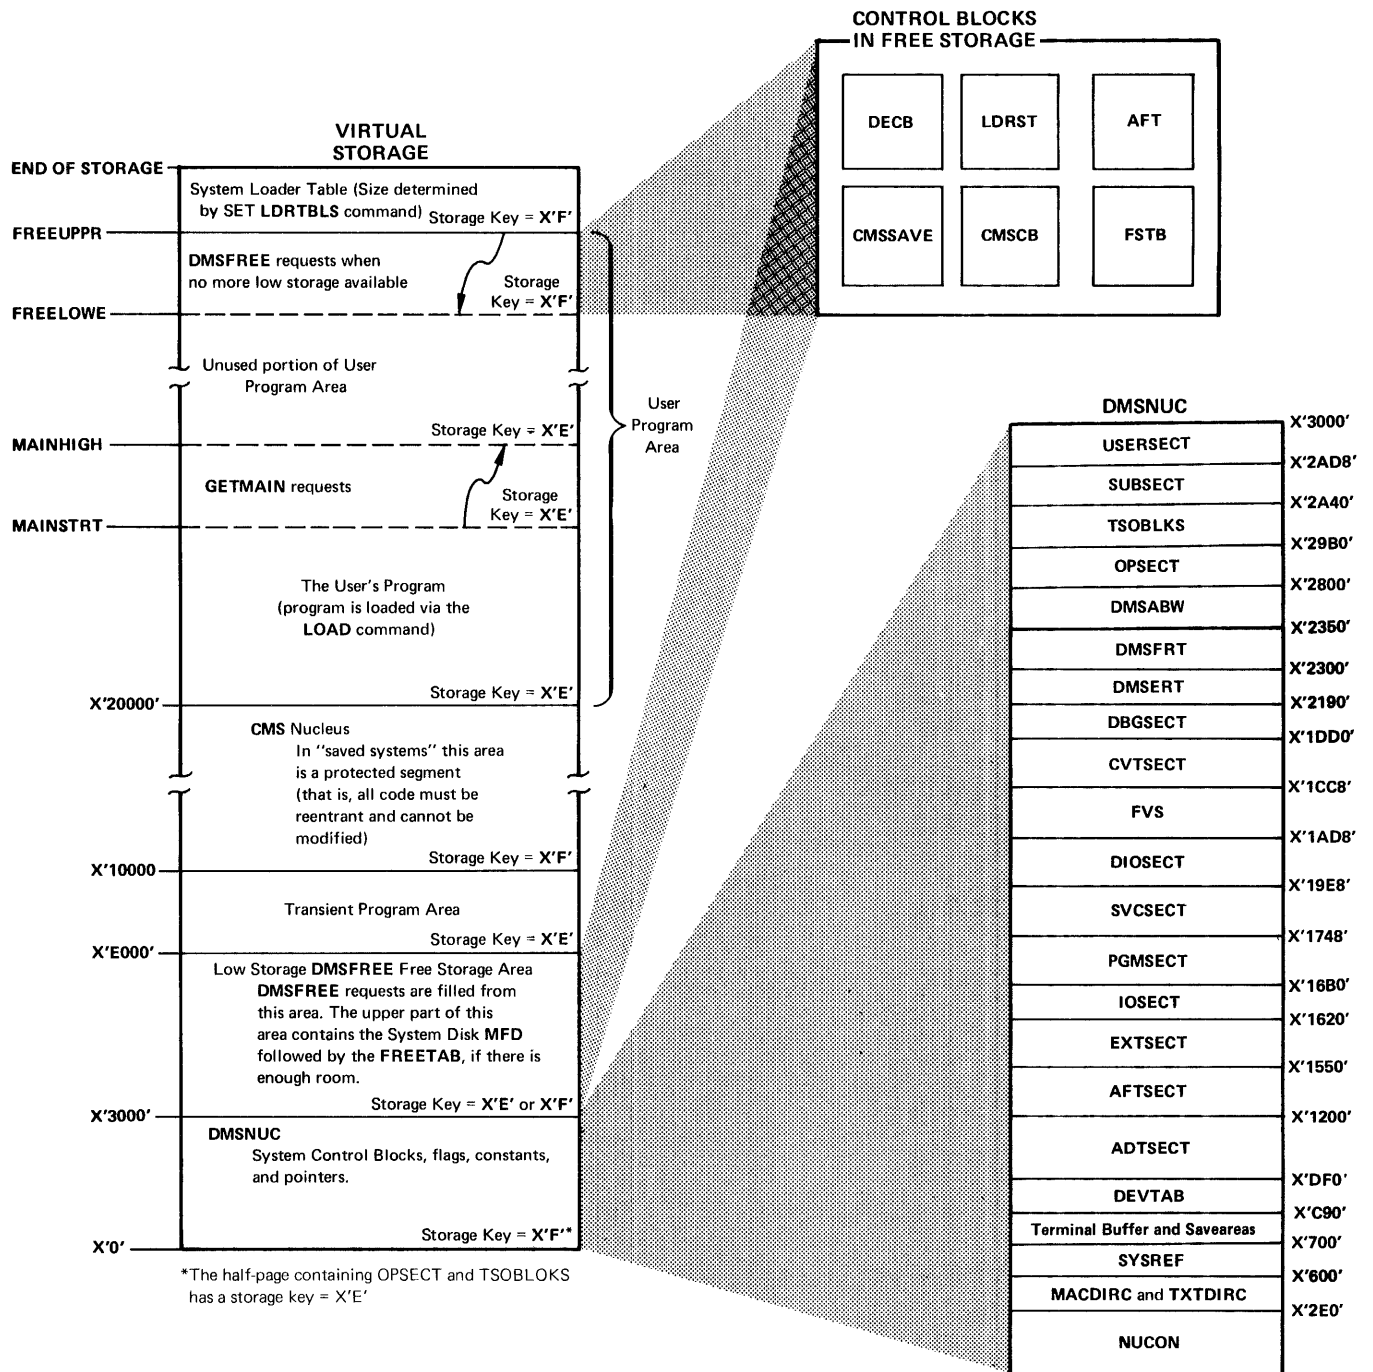 CONTROL BLOCKS
IN FREE STORAGE
DECB
LDRST
AFT
CMSSAVE
CMSCB
FSTB
VIRTUAL
STORAGE
END OF STORAGE
System Loader Table (Size determined
by SET LDRTBLS command)
Storage Key = X'F'
FREEUPPR
DMSFREE requests when
no more low storage available
Storage
Key = X'F'
FREELOWE
Unused portion of User
Program Area
Storage Key = X'E'
MAINHIGH
GETMAIN requests
Storage
Key = X'E'
MAINSTRT
The User's Program
(program is loaded via the
LOAD command)
Storage Key = X'E'
User
Program
Area
X'20000'
CMS Nucleus
In "saved systems" this area
is a protected segment
(that is, all code must be
reentrant and cannot be
modified)
Storage Key = X'F'
X'10000
Transient Program Area
Storage Key = X'E'
X'E000'
Low Storage DMSFREE Free Storage Area
DMSFREE requests are filled from
this area. The upper part of this
area contains the System Disk MFD
followed by the FREETAB, if there is
enough room.
Storage Key = X'E' or X'F'
X'3000'
DMSNUC
System Control Blocks, flags, constants,
and pointers.
Storage Key = X'F'*
X'0'
*The half-page containing OPSECT and TSOBLOKS
has a storage key = X'E'
DMSNUC
X'3000'
USERSECT
X'2AD8'
SUBSECT
X'2A40'
TSOBLKS
X'29B0'
OPSECT
X'2800'
DMSABW
X'2350'
DMSFRT
X'2300'
DMSERT
X'2190'
DBGSECT
X'1DD0'
CVTSECT
X'1CC8'
FVS
X'1AD8'
DIOSECT
X'19E8'
SVCSECT
X'1748'
PGMSECT
X'16B0'
IOSECT
X'1620'
EXTSECT
X'1550'
AFTSECT
X'1200'
ADTSECT
X'DF0'
DEVTAB
X'C90'
Terminal Buffer and Saveareas
X'700'
SYSREF
X'600'
MACDIRC and TXTDIRC
X'2E0'
NUCON